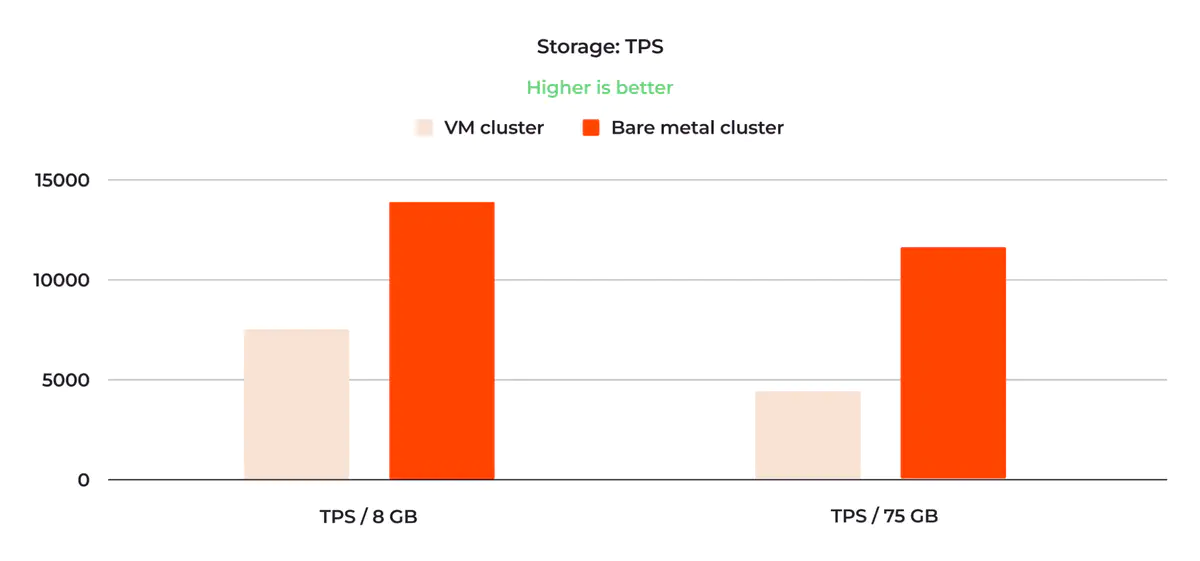 Storage: TPS
Higher is better
VM cluster Bare metal cluster
15000
10000
5000
0
TPS / 8 GB TPS / 75 GB